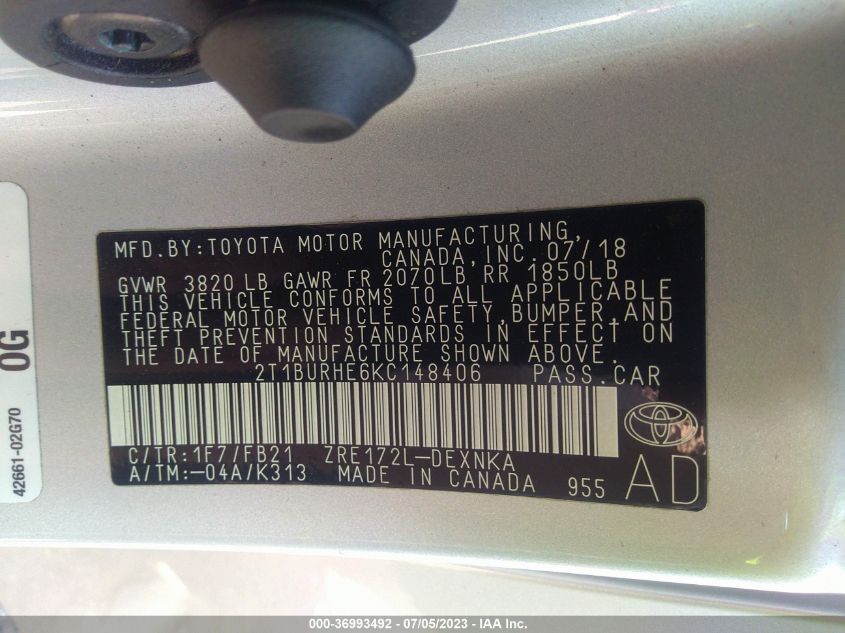 MFD.BY:TOYOTA MOTOR MANUFACTURING,
CANADA,INC. 07/18
GVWR 3820 LB GAWR FR 2070LB RR 1850LB
THIS VEHICLE CONFORMS TO ALL APPLICABLE
FEDERAL MOTOR VEHICLE SAFETY,BUMPER,AND
THEFT PREVENTION STANDARDS IN EFFECT ON
THE DATE OF MANUFACTURE SHOWN ABOVE.
2T1BURHE6KC148406 PASS.CAR
C/TR:1F7/FB21 ZRE172L-DEXNKA
A/TM:-04A/K313 MADE IN CANADA 955
AD
42661-02G70
0G
000-36993492 - 07/05/2023 - IAA Inc.